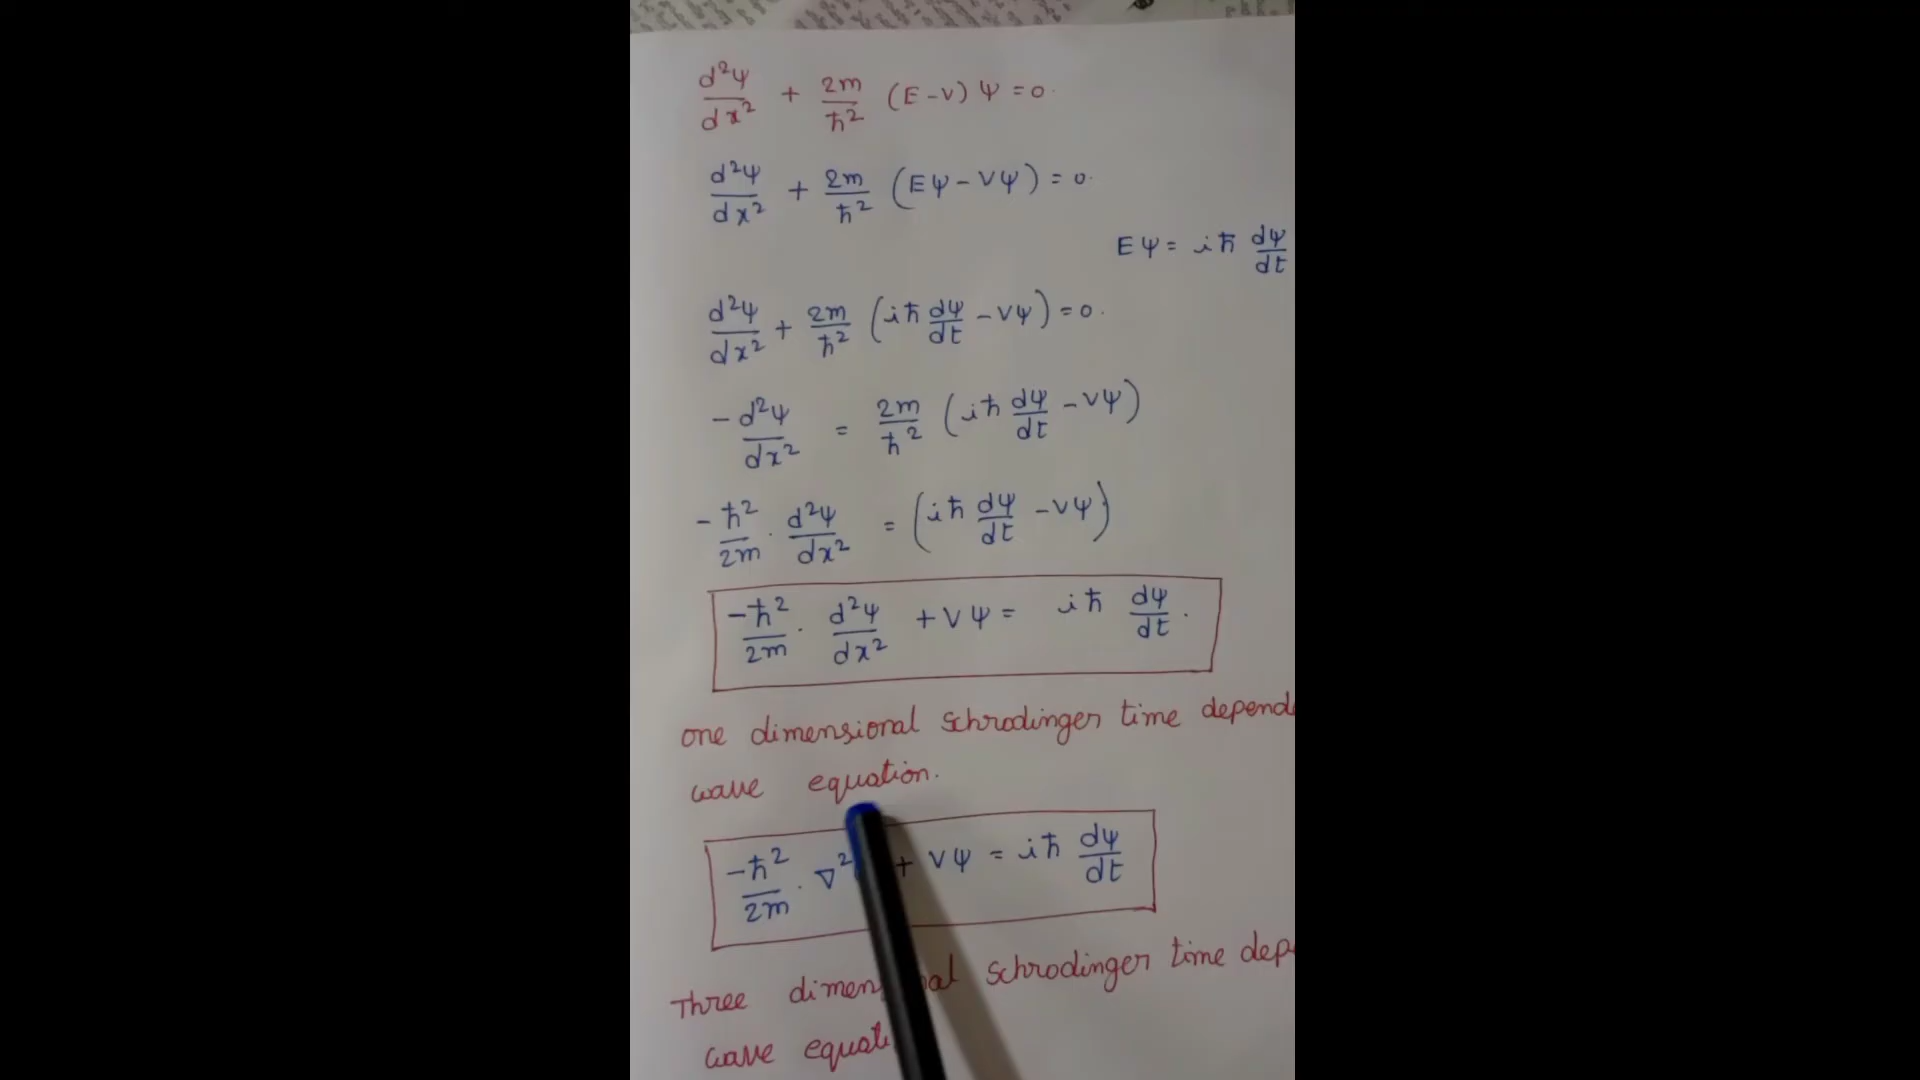 d²ψ/dx² + 2m/ħ² (E-V) ψ = 0.
d²ψ/dx² + 2m/ħ² (Eψ - Vψ) = 0.
Eψ = iħ dψ/dt
d²ψ/dx² + 2m/ħ² (iħ dψ/dt - Vψ) = 0.
-d²ψ/dx² = 2m/ħ² (iħ dψ/dt - Vψ)
-ħ²/2m . d²ψ/dx² = (iħ dψ/dt - Vψ)
-ħ²/2m . d²ψ/dx² + Vψ = iħ dψ/dt .
one dimensional Schrodinger time
wave equation.
-ħ²/2m . ∇² + Vψ = iħ dψ/dt
Three Schrodinger time
wave